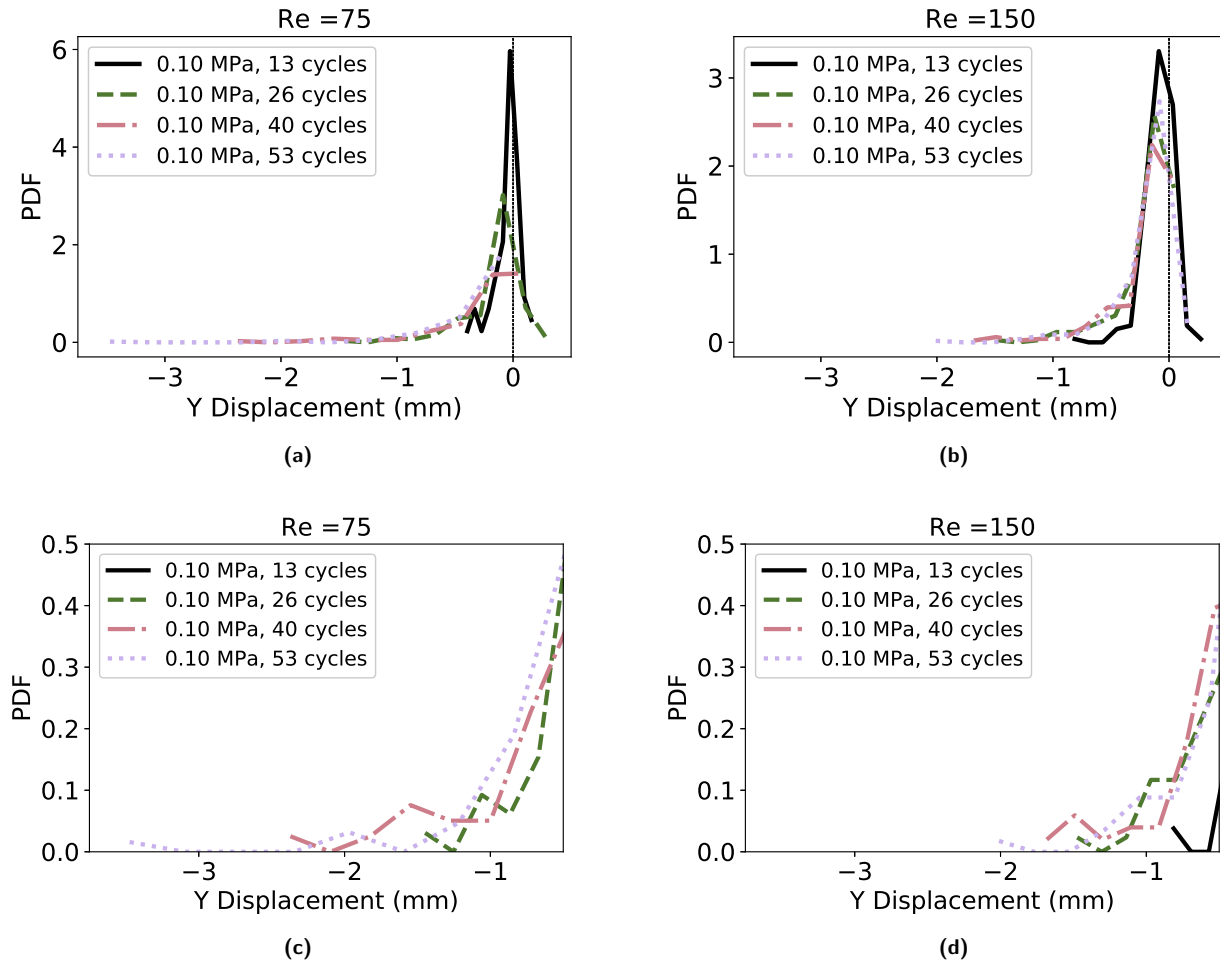 Re =75
PDF
6
4
2
0
0.10 MPa, 13 cycles
0.10 MPa, 26 cycles
0.10 MPa, 40 cycles
0.10 MPa, 53 cycles
−3 −2 −1 0
Y Displacement (mm)
(a)
Re =150
PDF
3
2
1
0
0.10 MPa, 13 cycles
0.10 MPa, 26 cycles
0.10 MPa, 40 cycles
0.10 MPa, 53 cycles
−3 −2 −1 0
Y Displacement (mm)
(b)
Re =75
PDF
0.5
0.4
0.3
0.2
0.1
0.0
0.10 MPa, 13 cycles
0.10 MPa, 26 cycles
0.10 MPa, 40 cycles
0.10 MPa, 53 cycles
−3 −2 −1
Y Displacement (mm)
(c)
Re =150
PDF
0.5
0.4
0.3
0.2
0.1
0.0
0.10 MPa, 13 cycles
0.10 MPa, 26 cycles
0.10 MPa, 40 cycles
0.10 MPa, 53 cycles
−3 −2 −1
Y Displacement (mm)
(d)